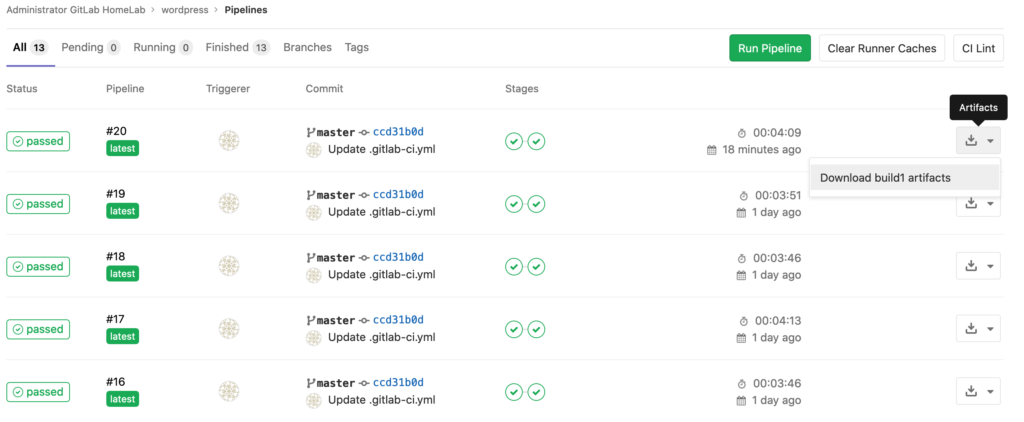 Administrator GitLab HomeLab > wordpress > Pipelines
All 13 Pending 0 Running 0 Finished 13 Branches Tags Run Pipeline Clear Runner Caches CI Lint
Status Pipeline Triggerer Commit Stages
Artifacts
#20 master ccd31b0d 00:04:09
passed latest Update .gitlab-ci.yml 18 minutes ago
Download build1 artifacts
#19 master ccd31b0d 00:03:51
passed latest Update .gitlab-ci.yml 1 day ago
#18 master ccd31b0d 00:03:46
passed latest Update .gitlab-ci.yml 1 day ago
#17 master ccd31b0d 00:04:13
passed latest Update .gitlab-ci.yml 1 day ago
#16 master ccd31b0d 00:03:46
passed latest Update .gitlab-ci.yml 1 day ago